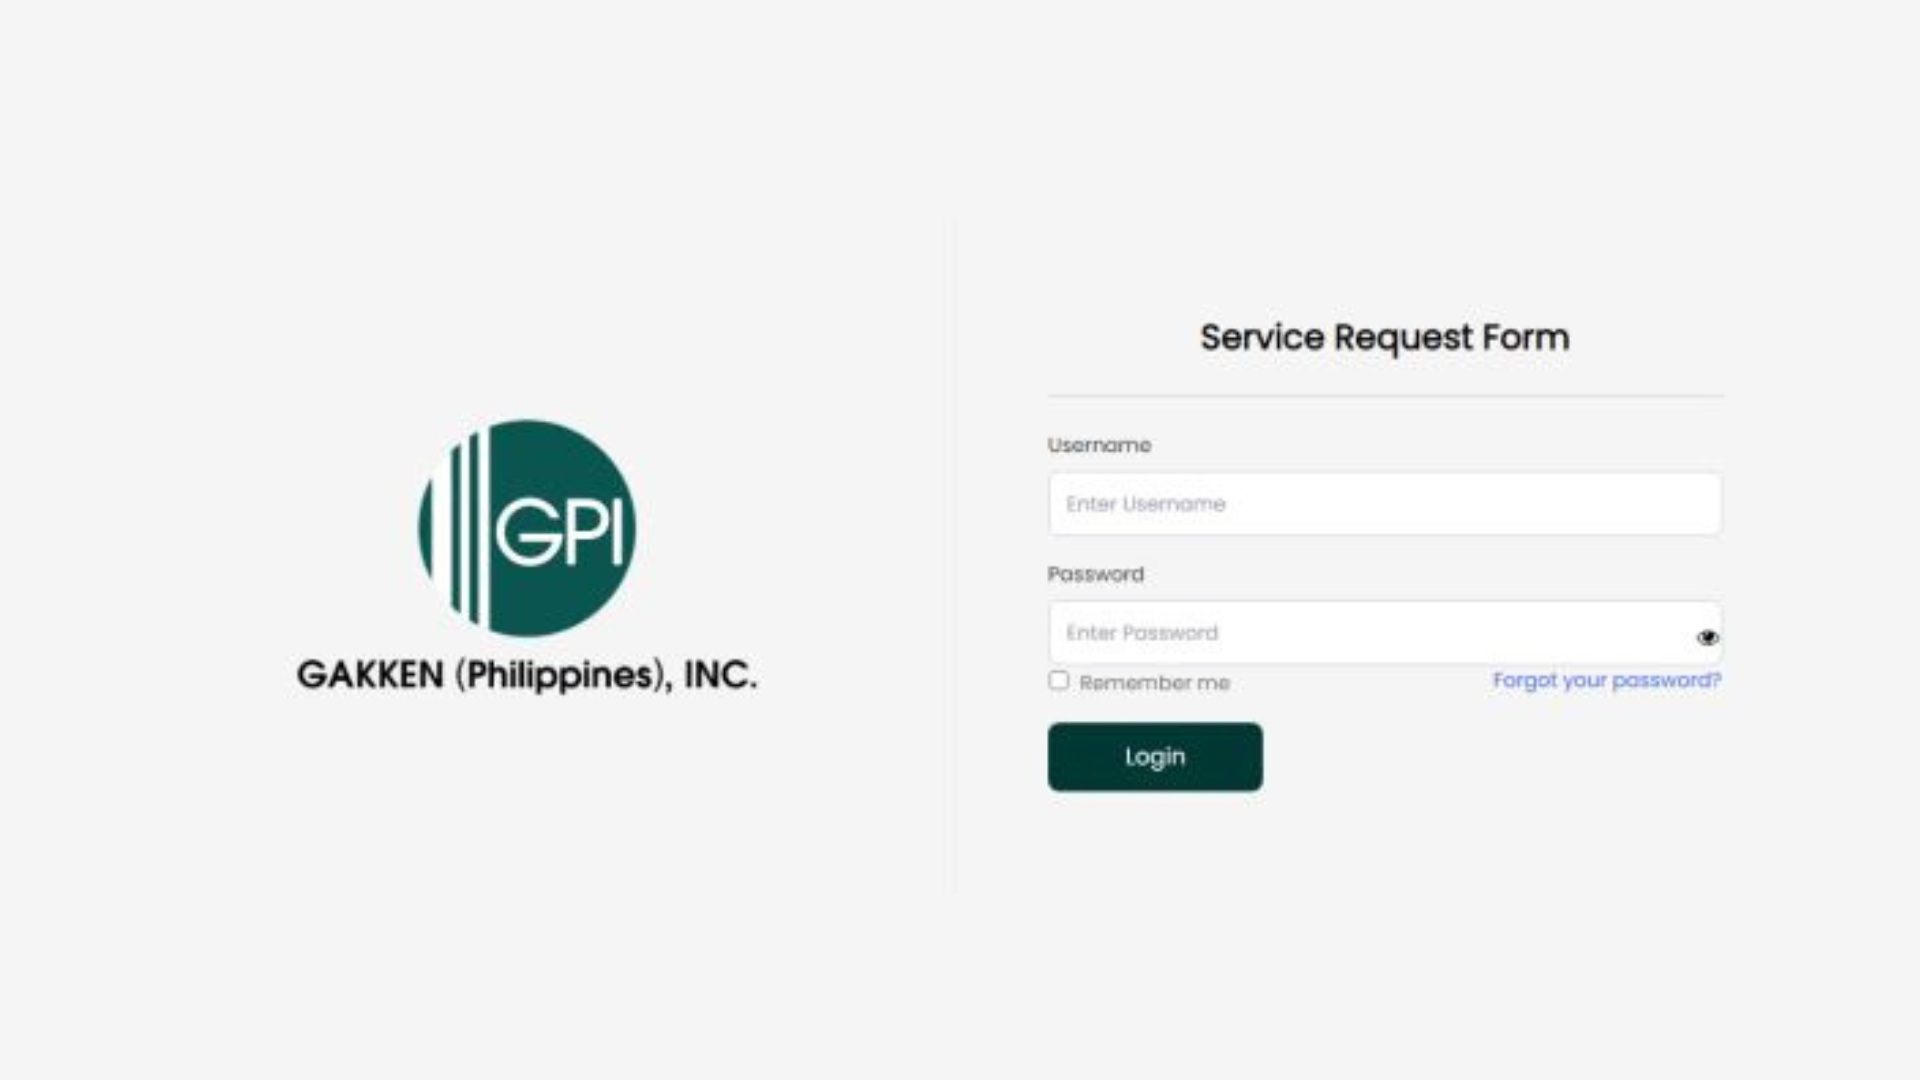 GPI
GAKKEN (Philippines), INC.
Service Request Form
Username
Enter Username
Password
Enter Password
Remember me
Forgot your password?
Login